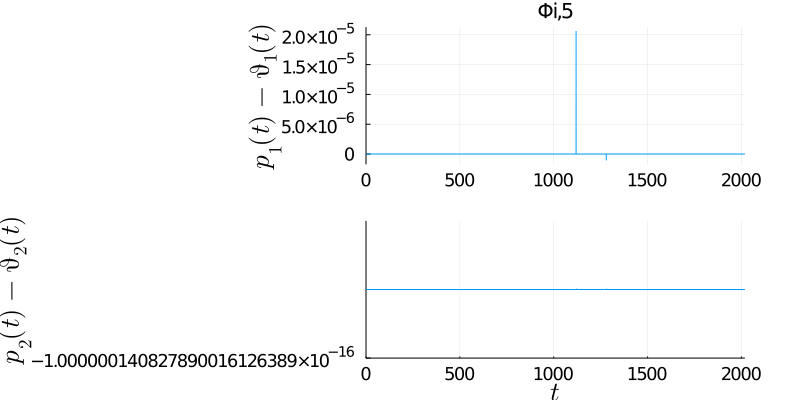 Φi,5
p₁(t) − ϑ₁(t)
2.0×10⁻⁵
1.5×10⁻⁵
1.0×10⁻⁵
5.0×10⁻⁶
0
0 500 1000 1500 2000
p₂(t) − ϑ₂(t)
−1.0000001408278900161263​89×10⁻¹⁶
0 500 1000 1500 2000
t